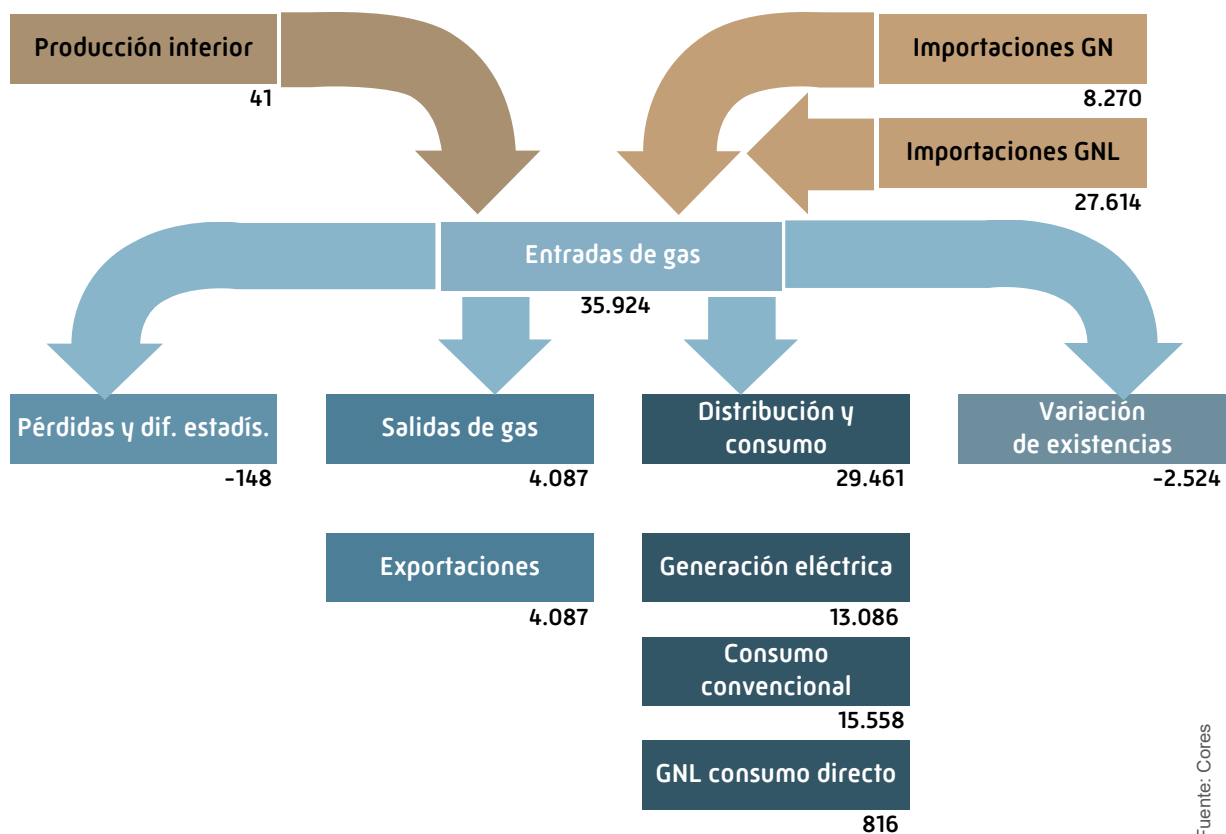 Producción interior
41
Importaciones GN
8.270
Importaciones GNL
27.614
Entradas de gas
35.924
Pérdidas y dif. estadís.
-148
Salidas de gas
4.087
Distribución y
consumo
29.461
Variación
de existencias
-2.524
Exportaciones
4.087
Generación eléctrica
13.086
Consumo
convencional
15.558
GNL consumo directo
816
Fuente: Cores